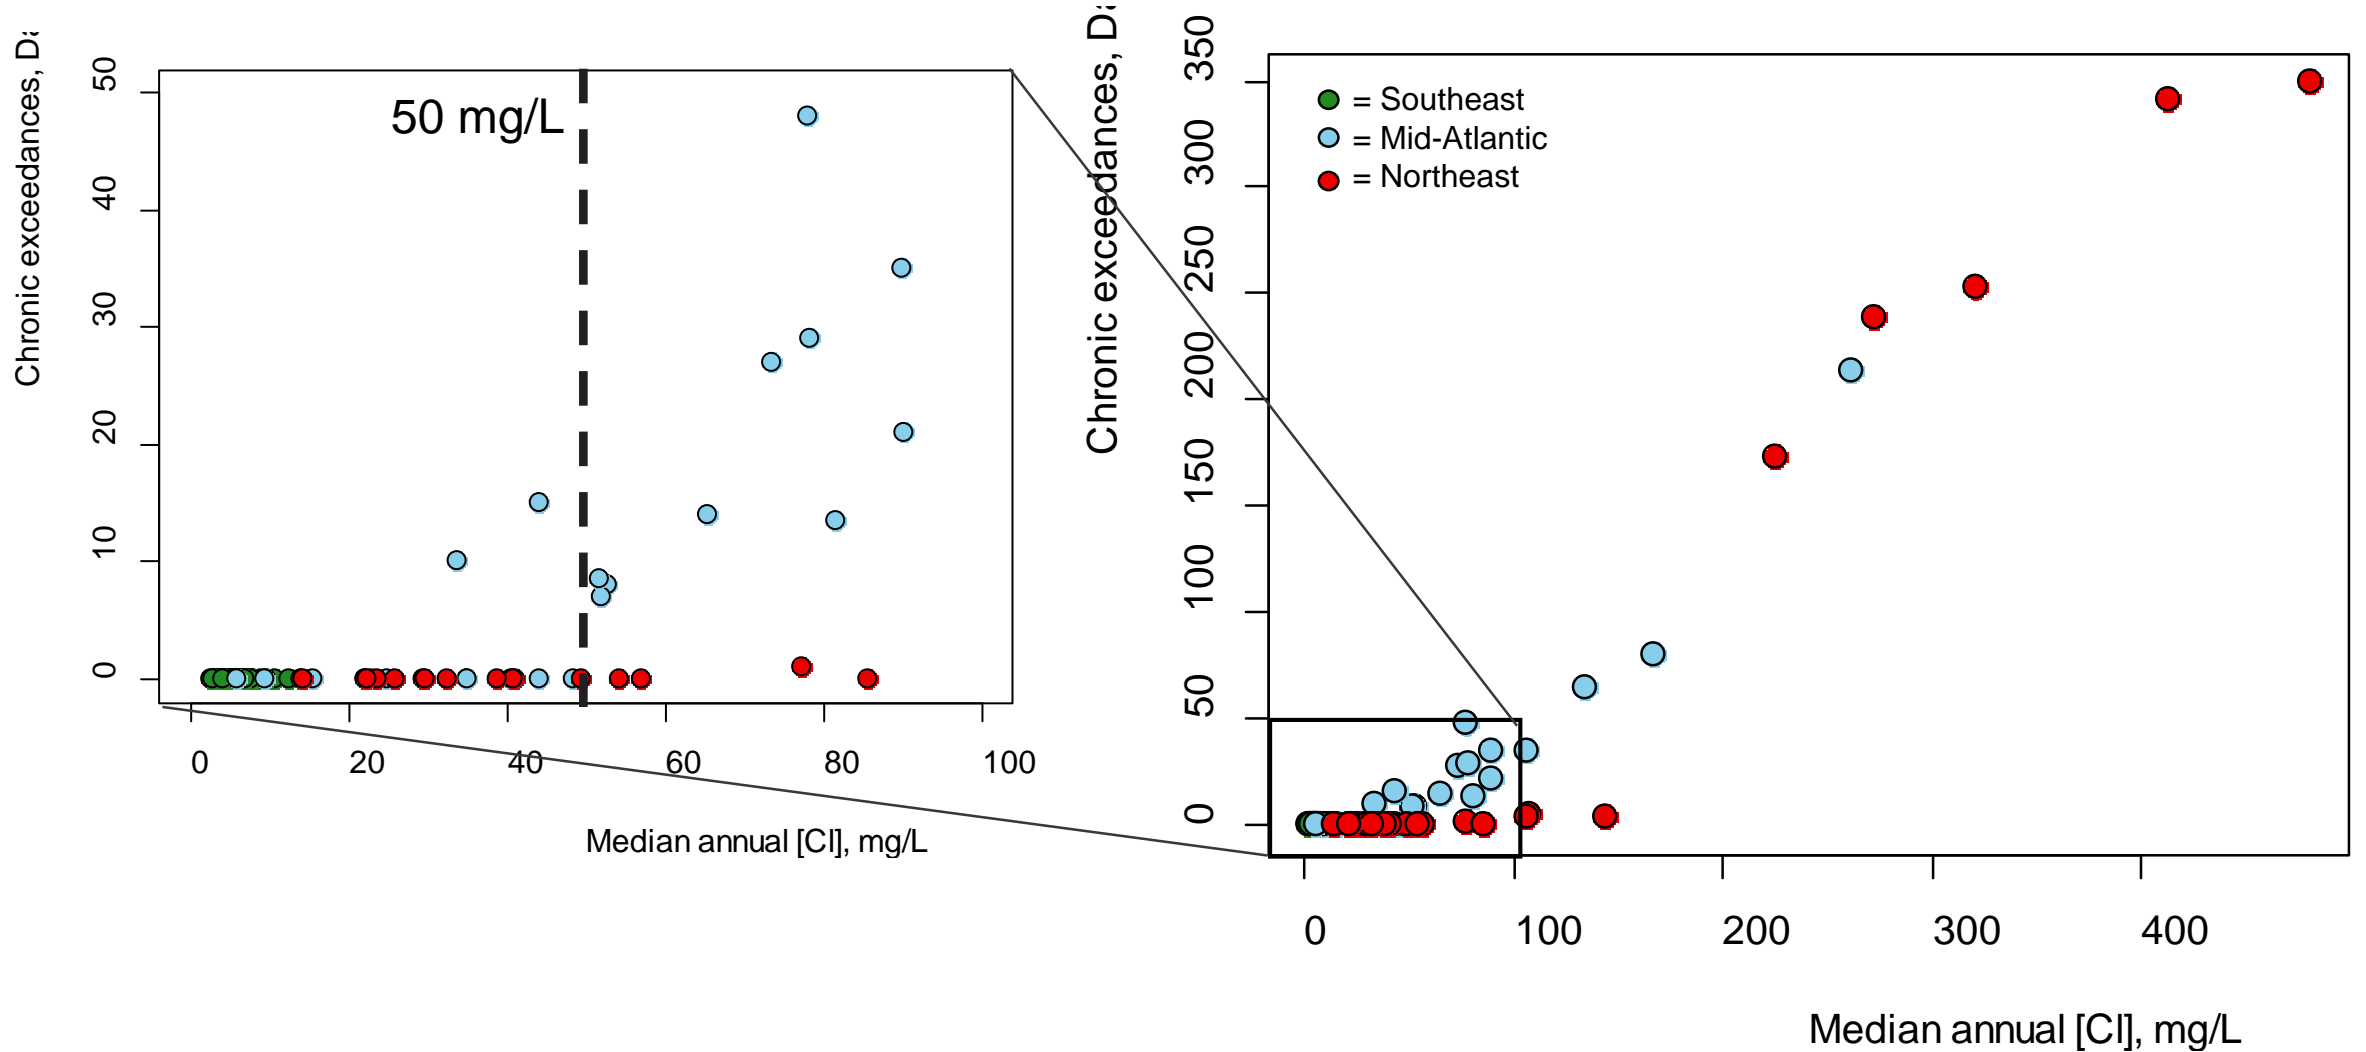 Chronic exceedances,
50
40
30
20
10
0
50 mg/L
0 20 40 60 80 100
Median annual [Cl], mg/L
Chronic exceedances,
350
300
250
200
150
100
50
0
= Southeast
= Mid-Atlantic
= Northeast
0 100 200 300 400
Median annual [Cl], mg/L